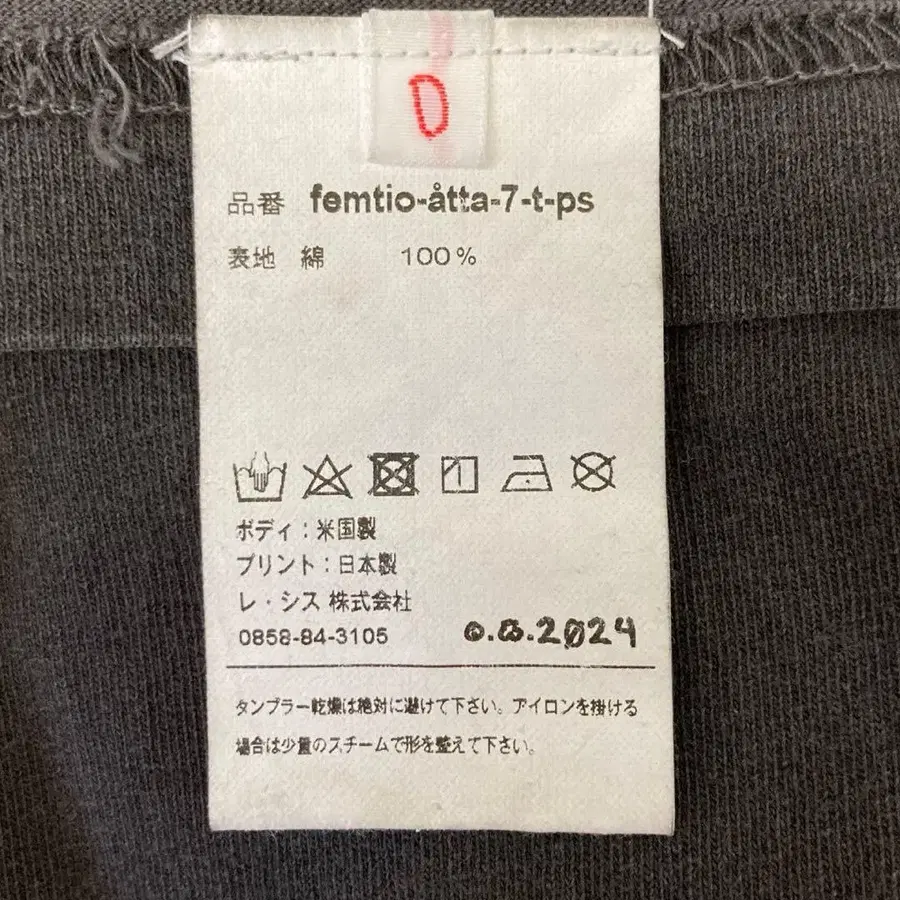 D
品番 femtio-åtta-7-t-ps
表地 綿 100%
ボディ：米国製
プリント：日本製
レ・シス 株式会社
0858-84-3105 o.o.2024
タンブラー乾燥は絶対に避けて下さい。アイロンを掛ける
場合は少量のスチームで形を整えて下さい。